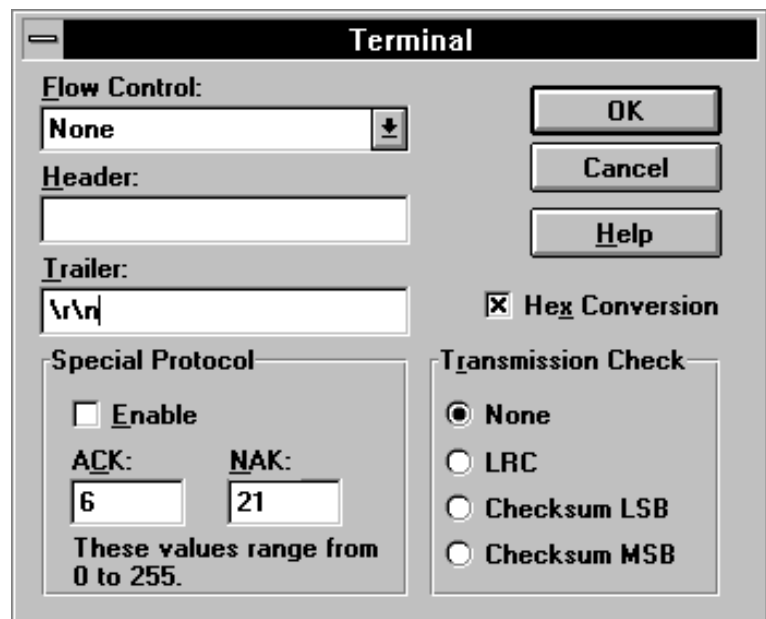 Terminal
Flow Control:
None
OK
Header:
Cancel
Help
Trailer:
\r\n
Hex Conversion
Special Protocol
Enable
ACK:
NAK:
6
21
These values range from
0 to 255.
Transmission Check
None
LRC
Checksum LSB
Checksum MSB